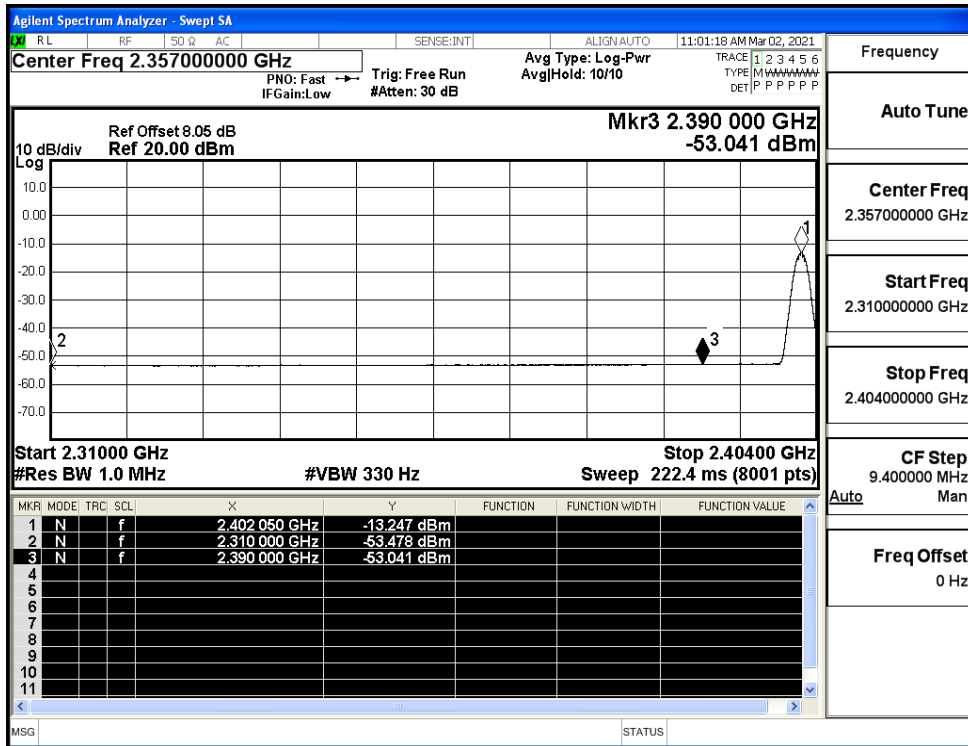 Agilent Spectrum Analyzer - Swept SA
LXI RL RF 50 Ω AC SENSE:INT ALIGN AUTO 11:01:18 AM Mar 02, 2021
Center Freq 2.357000000 GHz
PNO: Fast
IFGain:Low
Trig: Free Run
#Atten: 30 dB
Avg Type: Log-Pwr
Avg|Hold: 10/10
TRACE 1 2 3 4 5 6
TYPE M WWWWW
DET P P P P P P
Ref Offset 8.05 dB
10 dB/div Ref 20.00 dBm
Log
Mkr3 2.390 000 GHz
-53.041 dBm
10.0
0.00
-10.0
-20.0
-30.0
-40.0
-50.0
-60.0
-70.0
1
2
3
Start 2.31000 GHz Stop 2.40400 GHz
#Res BW 1.0 MHz #VBW 330 Hz Sweep 222.4 ms (8001 pts)
MKR MODE TRC SCL X Y FUNCTION FUNCTION WIDTH FUNCTION VALUE
1 N f 2.402 050 GHz -13.247 dBm
2 N f 2.310 000 GHz -53.478 dBm
3 N f 2.390 000 GHz -53.041 dBm
4
5
6
7
8
9
10
11
MSG STATUS
Frequency
Auto Tune
Center Freq
2.357000000 GHz
Start Freq
2.310000000 GHz
Stop Freq
2.404000000 GHz
CF Step
9.400000 MHz
Auto Man
Freq Offset
0 Hz